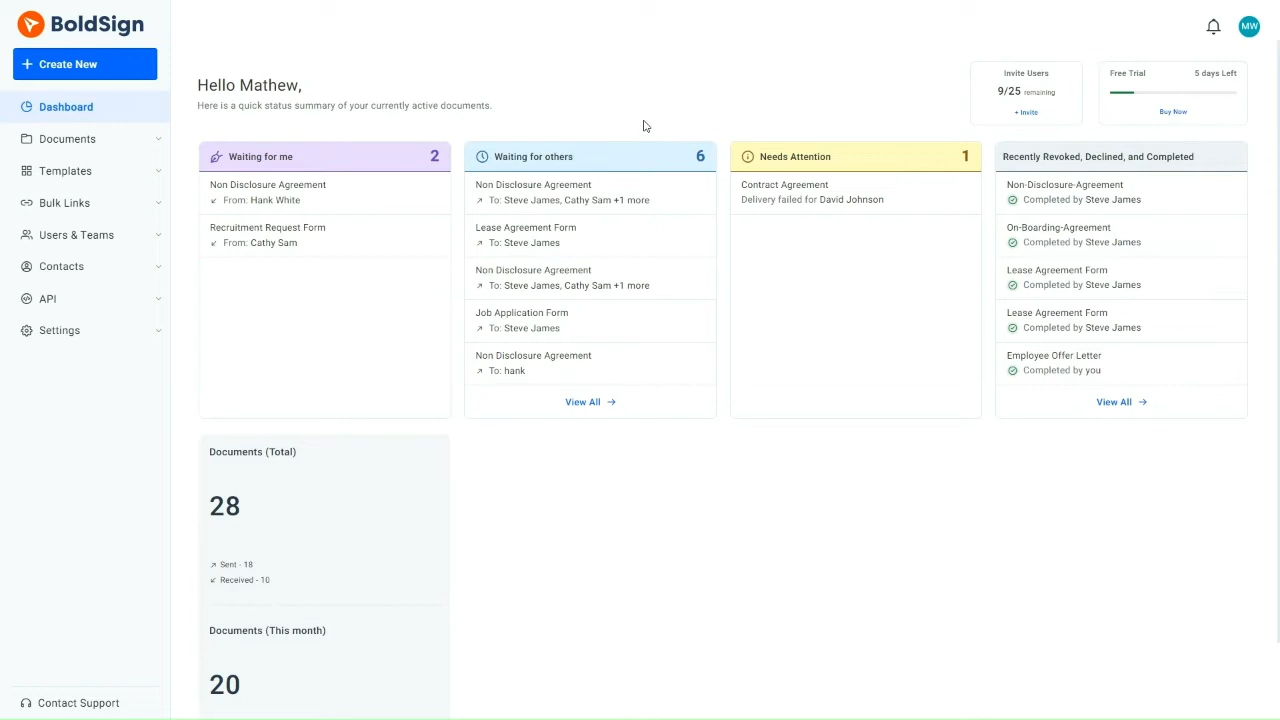 BoldSign
MW
Create New
Dashboard
Documents
Templates
Bulk Links
Users & Teams
Contacts
API
Settings
Contact Support
Hello Mathew,
Here is a quick status summary of your currently active documents.
Invite Users
9/25 remaining
+ Invite
Free Trial 5 days Left
Buy Now
Waiting for me 2
Non Disclosure Agreement
From: Hank White
Recruitment Request Form
From: Cathy Sam
Waiting for others 6
Non Disclosure Agreement
To: Steve James, Cathy Sam +1 more
Lease Agreement Form
To: Steve James
Non Disclosure Agreement
To: Steve James, Cathy Sam +1 more
Job Application Form
To: Steve James
Non Disclosure Agreement
To: hank
View All
Needs Attention 1
Contract Agreement
Delivery failed for David Johnson
Recently Revoked, Declined, and Completed
Non-Disclosure-Agreement
Completed by Steve James
On-Boarding-Agreement
Completed by Steve James
Lease Agreement Form
Completed by Steve James
Lease Agreement Form
Completed by Steve James
Employee Offer Letter
Completed by you
View All
Documents (Total)
28
Sent - 18
Received - 10
Documents (This month)
20